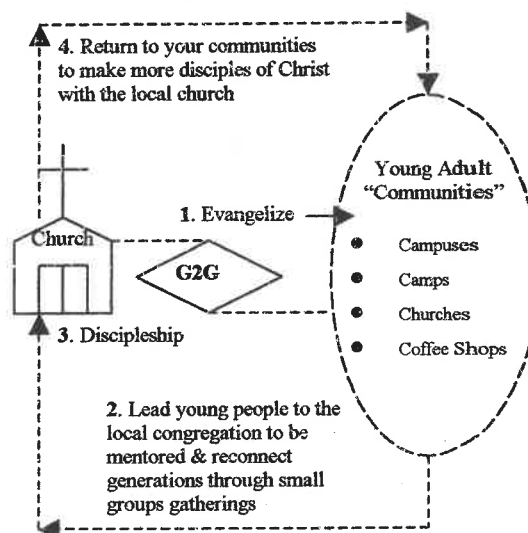 4. Return to your communities
to make more disciples of Christ
with the local church
Young Adult
“Communities”
1. Evangelize
Church
G2G
• Campuses
• Camps
• Churches
• Coffee Shops
3. Discipleship
2. Lead young people to the
local congregation to be
mentored & reconnect
generations through small
groups gatherings